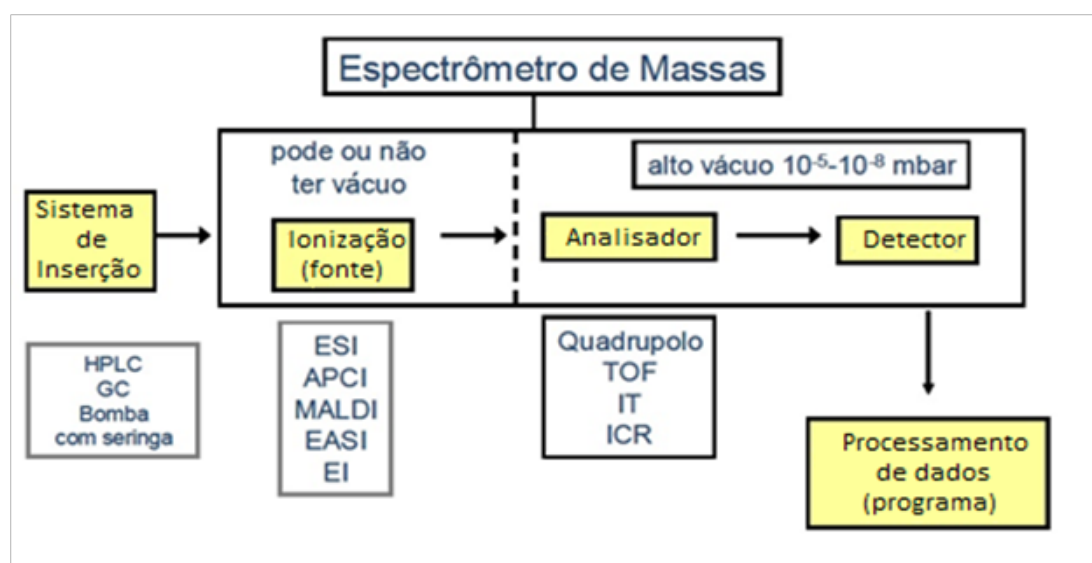 Espectrômetro de Massas
pode ou não
ter vácuo
alto vácuo 10⁻⁵-10⁻⁸ mbar
Sistema
de
Inserção
Ionização
(fonte)
Analisador
Detector
HPLC
GC
Bomba
com seringa
ESI
APCI
MALDI
EASI
EI
Quadrupolo
TOF
IT
ICR
Processamento
de dados
(programa)